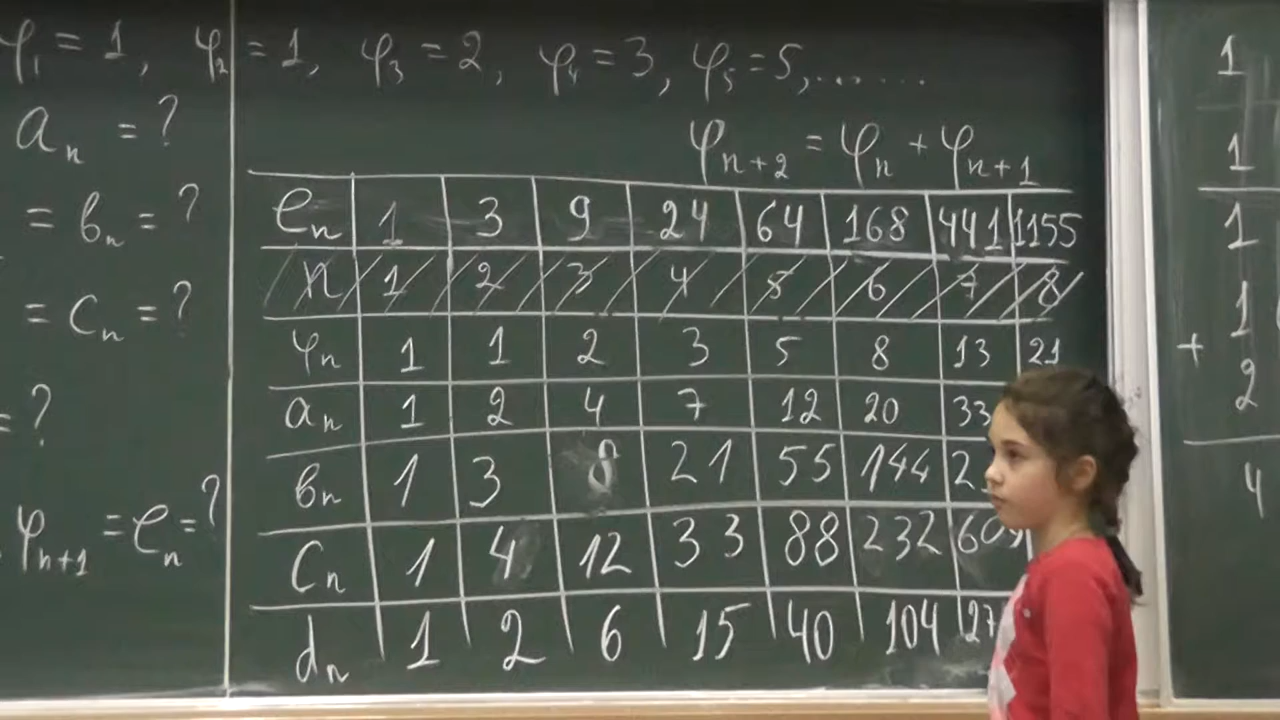 φ₁ = 1, φ₂ = 1, φ₃ = 2, φ₄ = 3, φ₅ = 5, .......
aₙ = ?
φₙ₊₂ = φₙ + φₙ₊₁
= вₙ = ?
= cₙ = ?
= ?
φₙ₊₁ = eₙ = ?
eₙ 1 3 9 24 64 168 441 1155
n 1 2 3 4 5 6 7 8
φₙ 1 1 2 3 5 8 13 21
aₙ 1 2 4 7 12 20 33
вₙ 1 3 8 21 55 144
cₙ 1 4 12 33 88 232 609
dₙ 1 2 6 15 40 104 27
1
1
1
1
+ 2
4